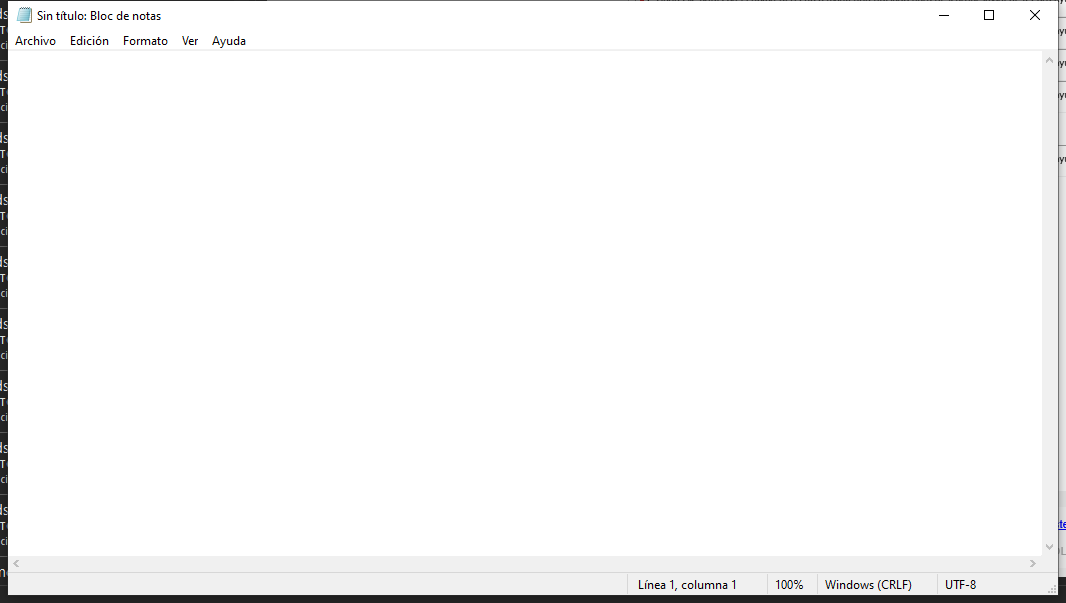 Sin título: Bloc de notas
Archivo Edición Formato Ver Ayuda
Línea 1, columna 1 100% Windows (CRLF) UTF-8